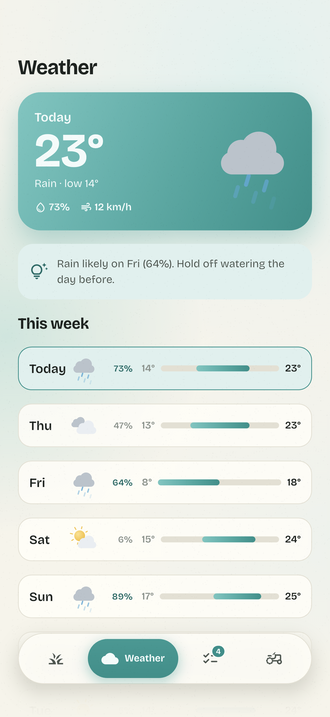 Weather
Today
23°
Rain · low 14°
73% 12 km/h
Rain likely on Fri (64%). Hold off watering the
day before.
This week
Today 73% 14° 23°
Thu 47% 13° 23°
Fri 64% 8° 18°
Sat 6% 15° 24°
Sun 89% 17° 25°
Weather 4